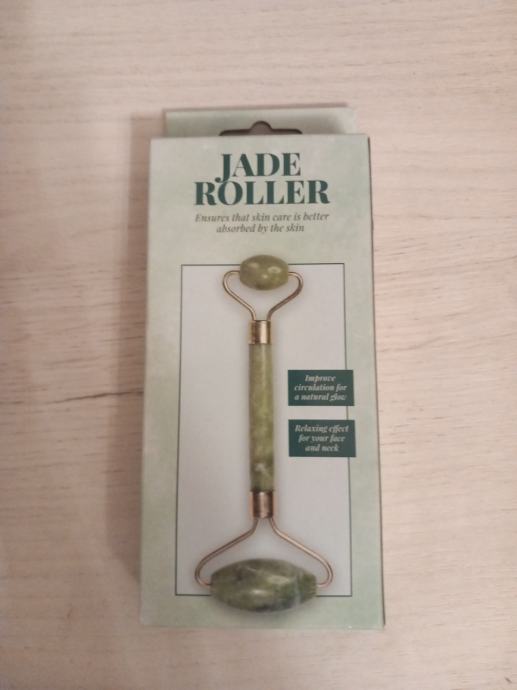 JADE
ROLLER
Ensures that skin care is better
absorbed by the skin
Improve
circulation for
a natural glow
Relaxing effect
for your face
and neck